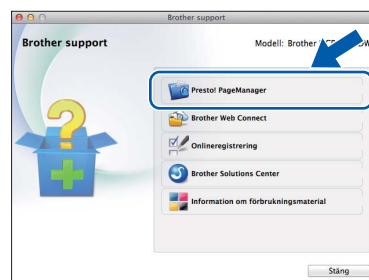 Brother support
Brother support
Modell: Brother
Presto! PageManager
Brother Web Connect
Onlineregistrering
Brother Solutions Center
Information om förbrukningsmaterial
Stäng